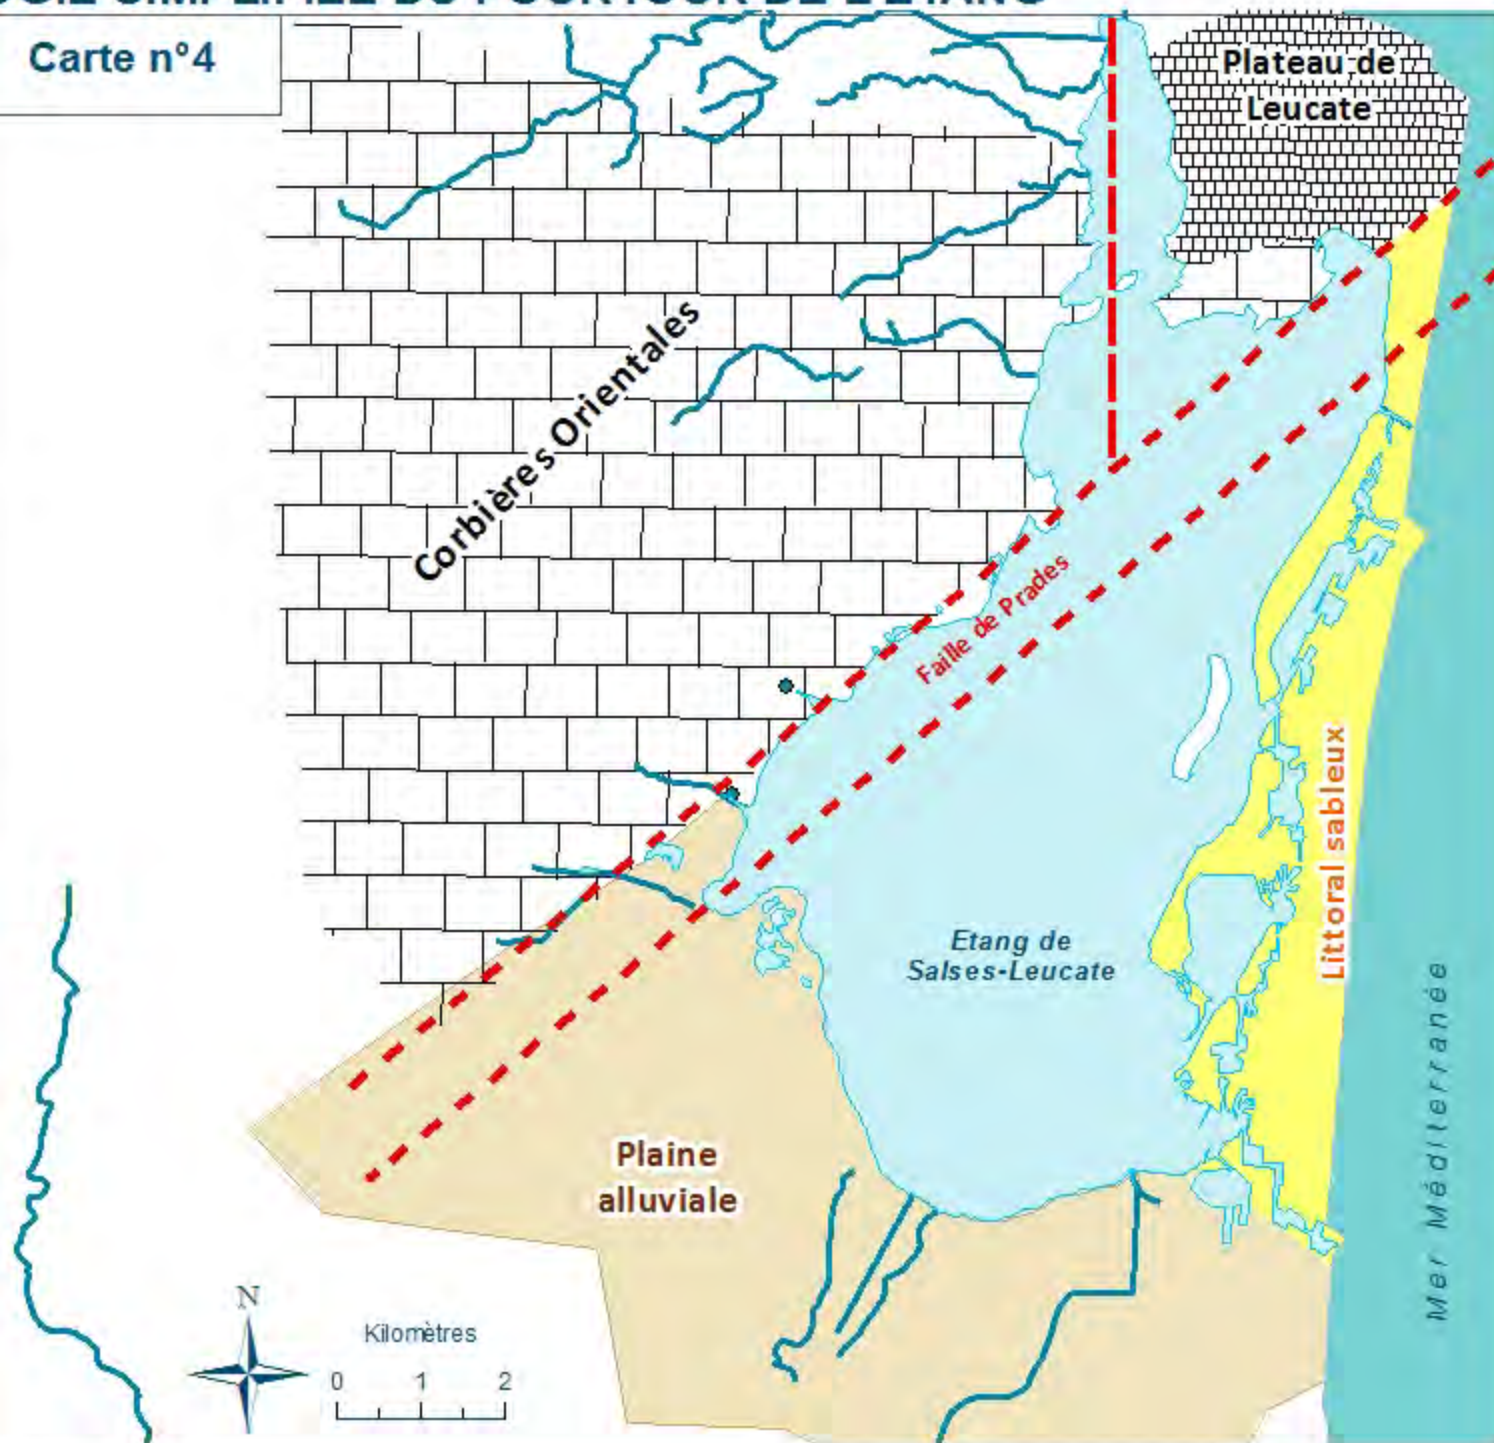 Carte n°4
Plateau de
Leucate
Corbières Orientales
Faille de Prades
Littoral sableux
Etang de
Salses-Leucate
Mer Méditerranée
Plaine
alluviale
N
Kilomètres
0 1 2